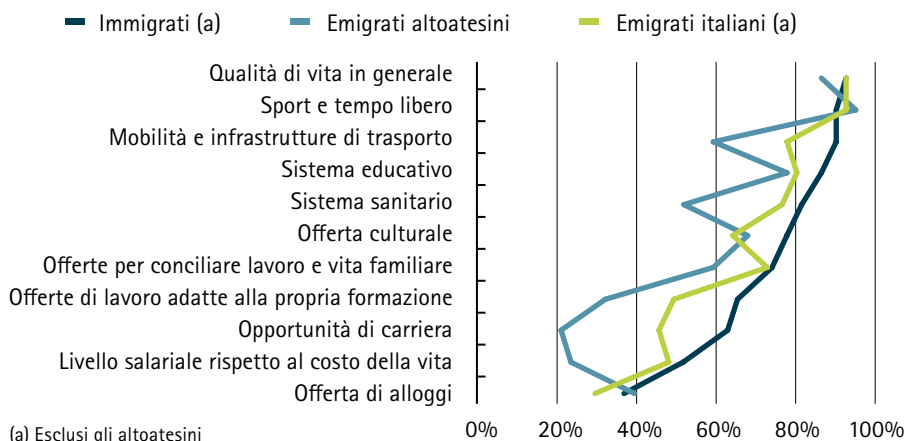 Immigrati (a) Emigrati altoatesini Emigrati italiani (a)
Qualità di vita in generale
Sport e tempo libero
Mobilità e infrastrutture di trasporto
Sistema educativo
Sistema sanitario
Offerta culturale
Offerte per conciliare lavoro e vita familiare
Offerte di lavoro adatte alla propria formazione
Opportunità di carriera
Livello salariale rispetto al costo della vita
Offerta di alloggi
0% 20% 40% 60% 80% 100%
(a) Esclusi gli altoatesini